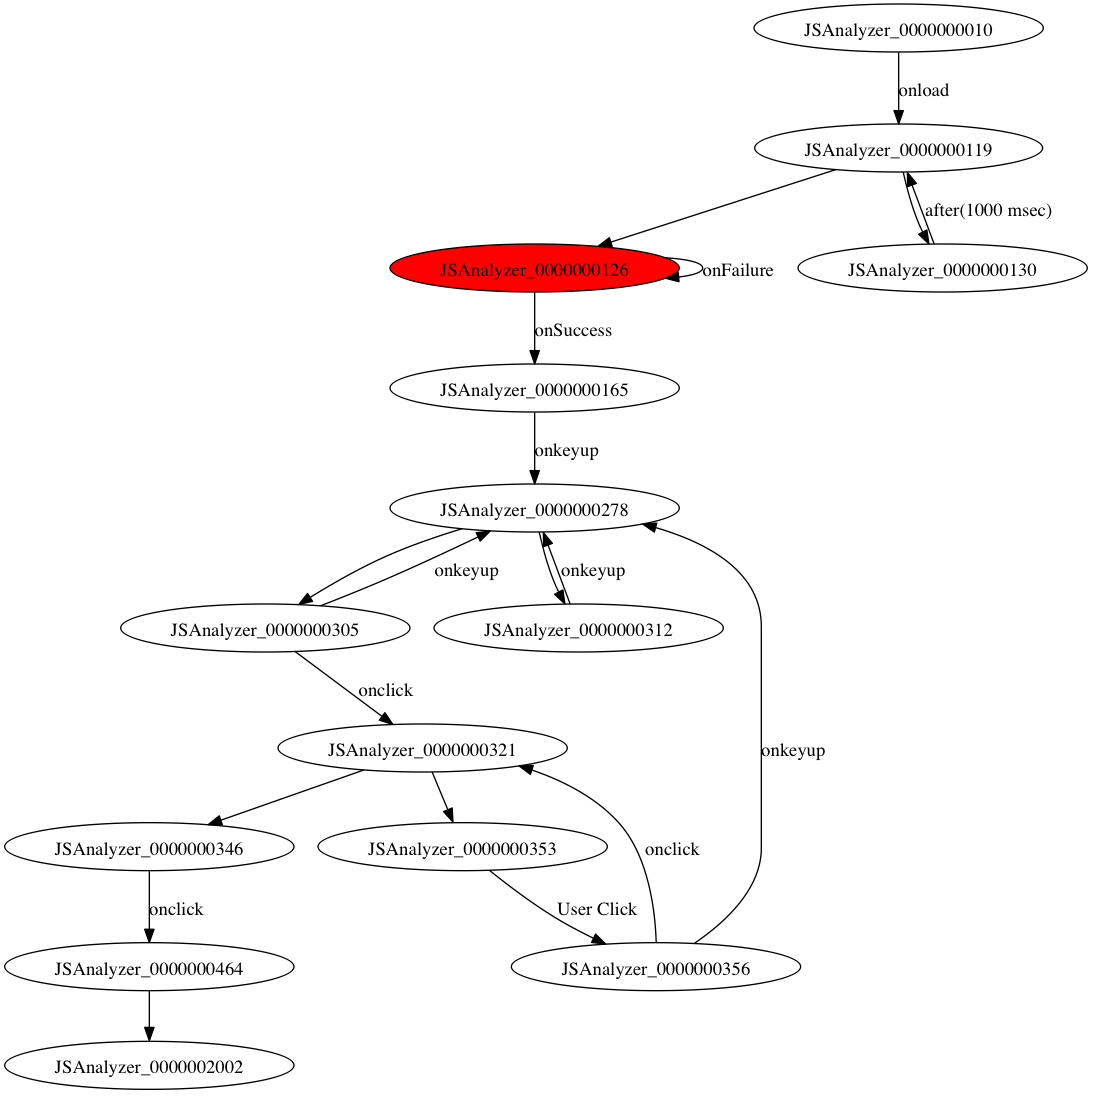 JSAnalyzer_0000000010
onload
JSAnalyzer_0000000119
after(1000 msec)
JSAnalyzer_0000000126
onFailure
JSAnalyzer_0000000130
onSuccess
JSAnalyzer_0000000165
onkeyup
JSAnalyzer_0000000278
onkeyup
onkeyup
JSAnalyzer_0000000305
JSAnalyzer_0000000312
onclick
JSAnalyzer_0000000321
onkeyup
JSAnalyzer_0000000346
JSAnalyzer_0000000353
onclick
onclick
User Click
JSAnalyzer_0000000464
JSAnalyzer_0000000356
JSAnalyzer_0000002002